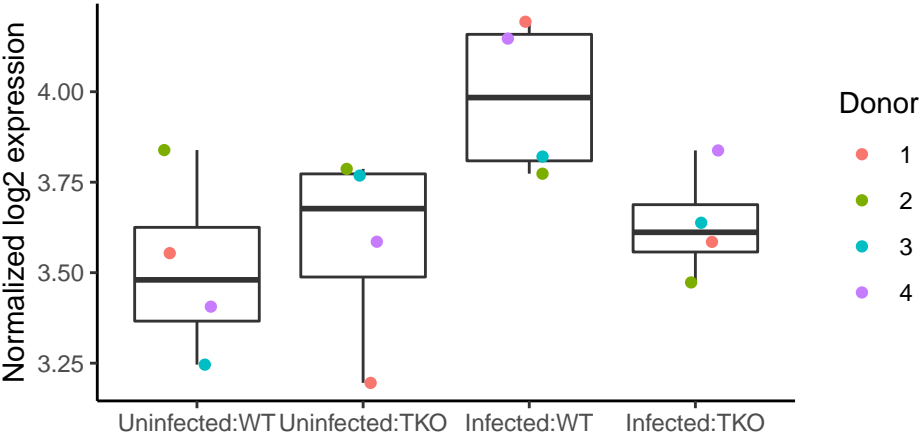 Normalized log2 expression
4.00
3.75
3.50
3.25
Uninfected:WT
Uninfected:TKO
Infected:WT
Infected:TKO
Donor
1
2
3
4